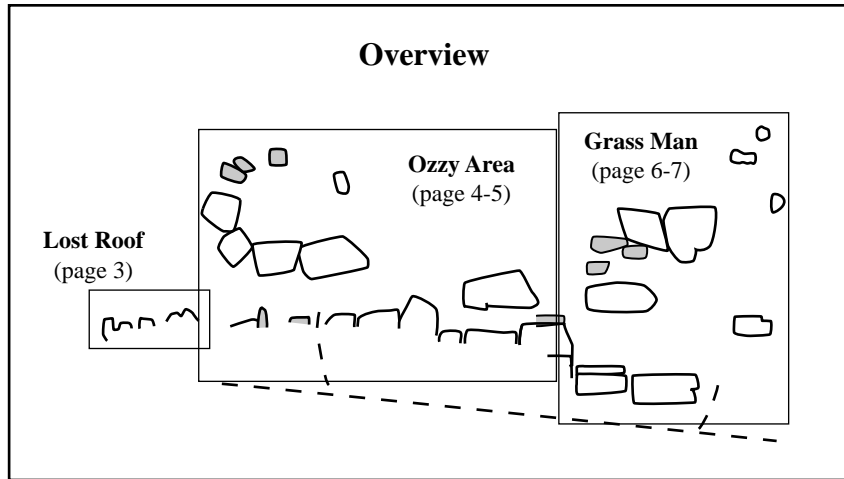 Overview
Lost Roof
(page 3)
Ozzy Area
(page 4-5)
Grass Man
(page 6-7)